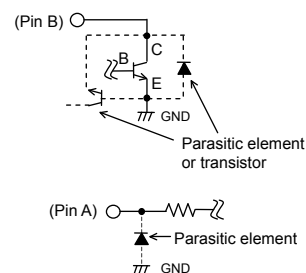 (Pin B)
C
B
E
GND
Parasitic element
or transistor
(Pin A)
Parasitic element
GND